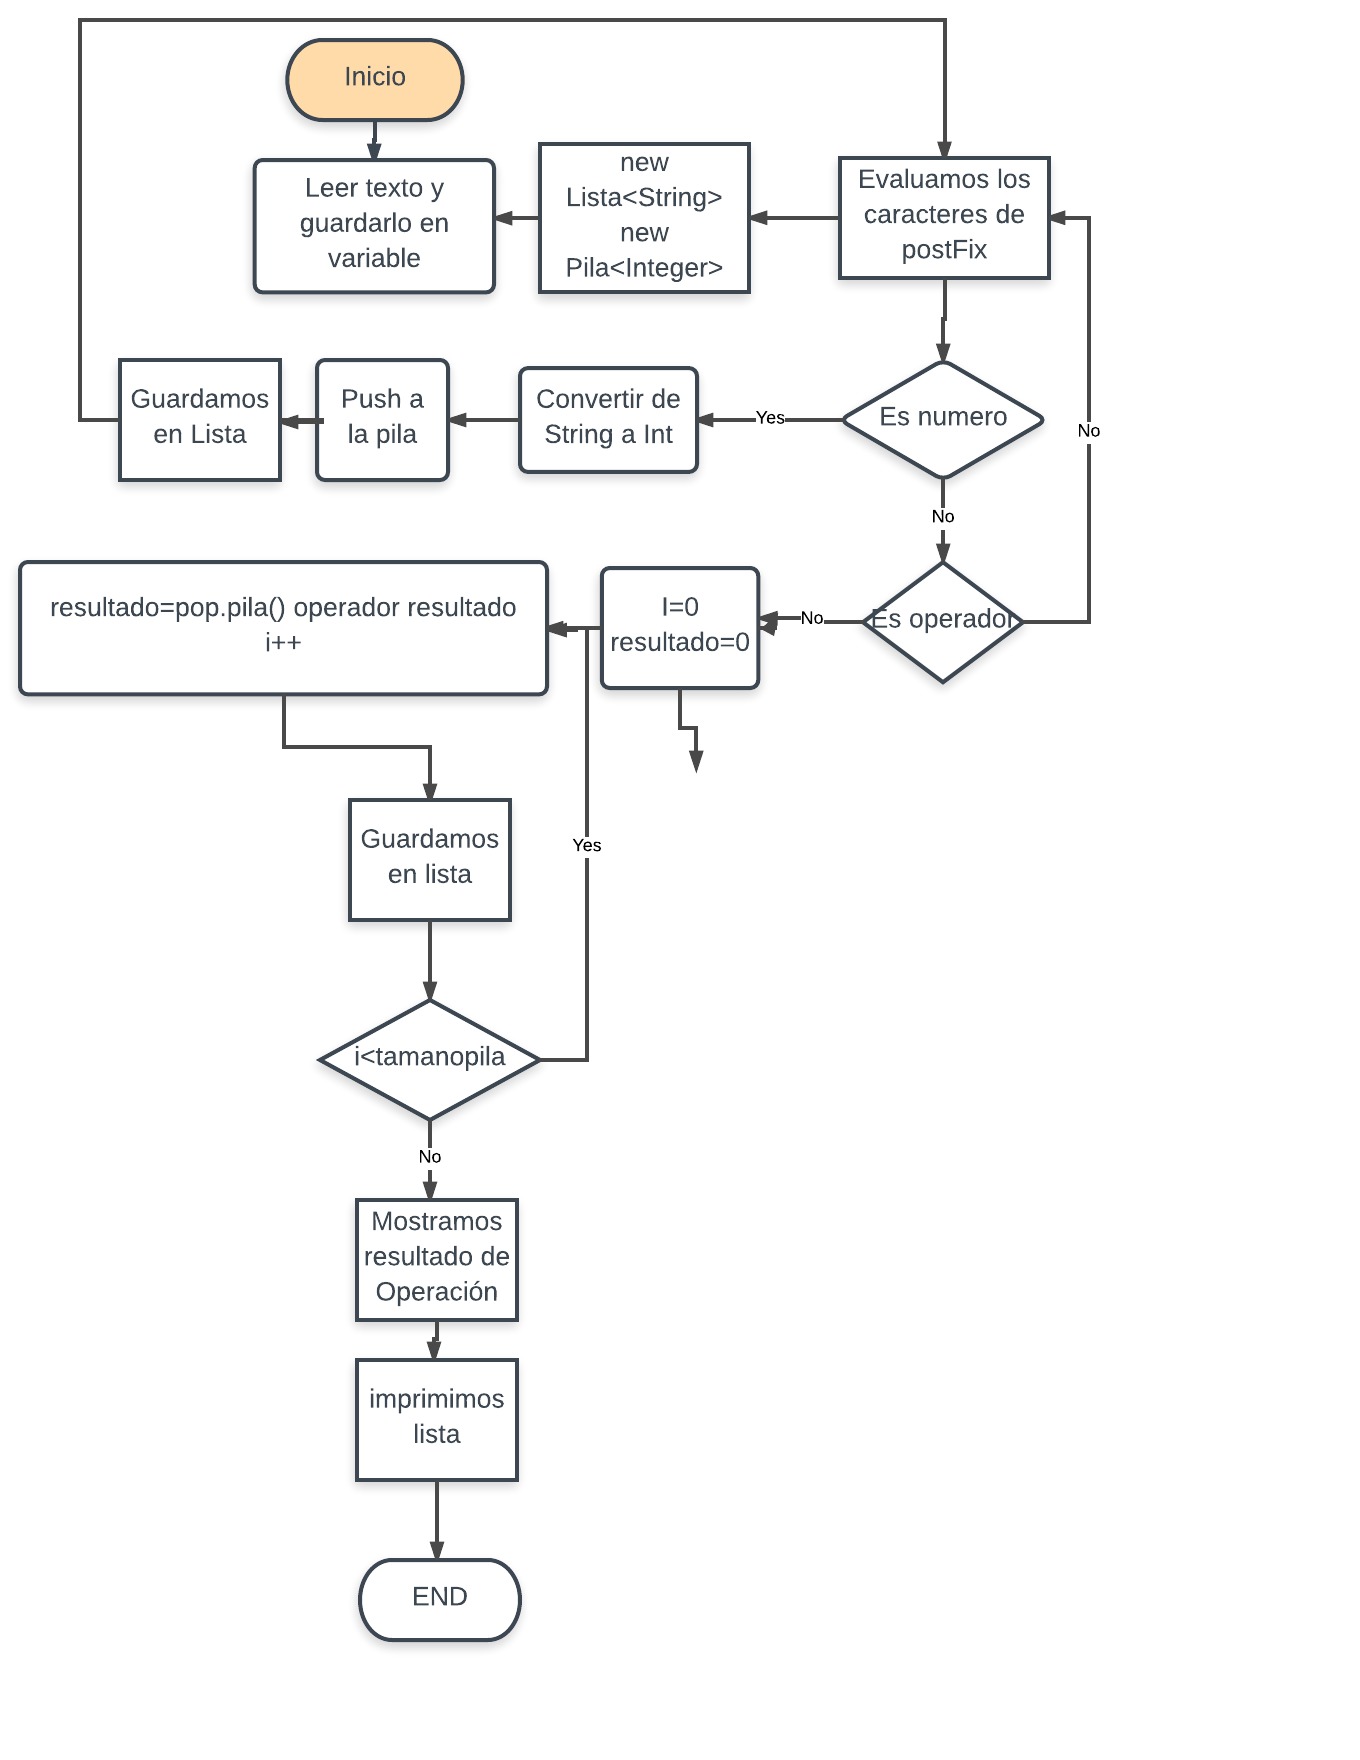 Inicio
Leer texto y
guardarlo en
variable
new
Lista<String>
new
Pila<Integer>
Evaluamos los
caracteres de
postFix
Guardamos
en Lista
Push a
la pila
Convertir de
String a Int
Yes
Es numero
No
No
resultado=pop.pila() operador resultado
i++
I=0
resultado=0
No
Es operador
Guardamos
en lista
Yes
i<tamanopila
No
Mostramos
resultado de
Operación
imprimimos
lista
END